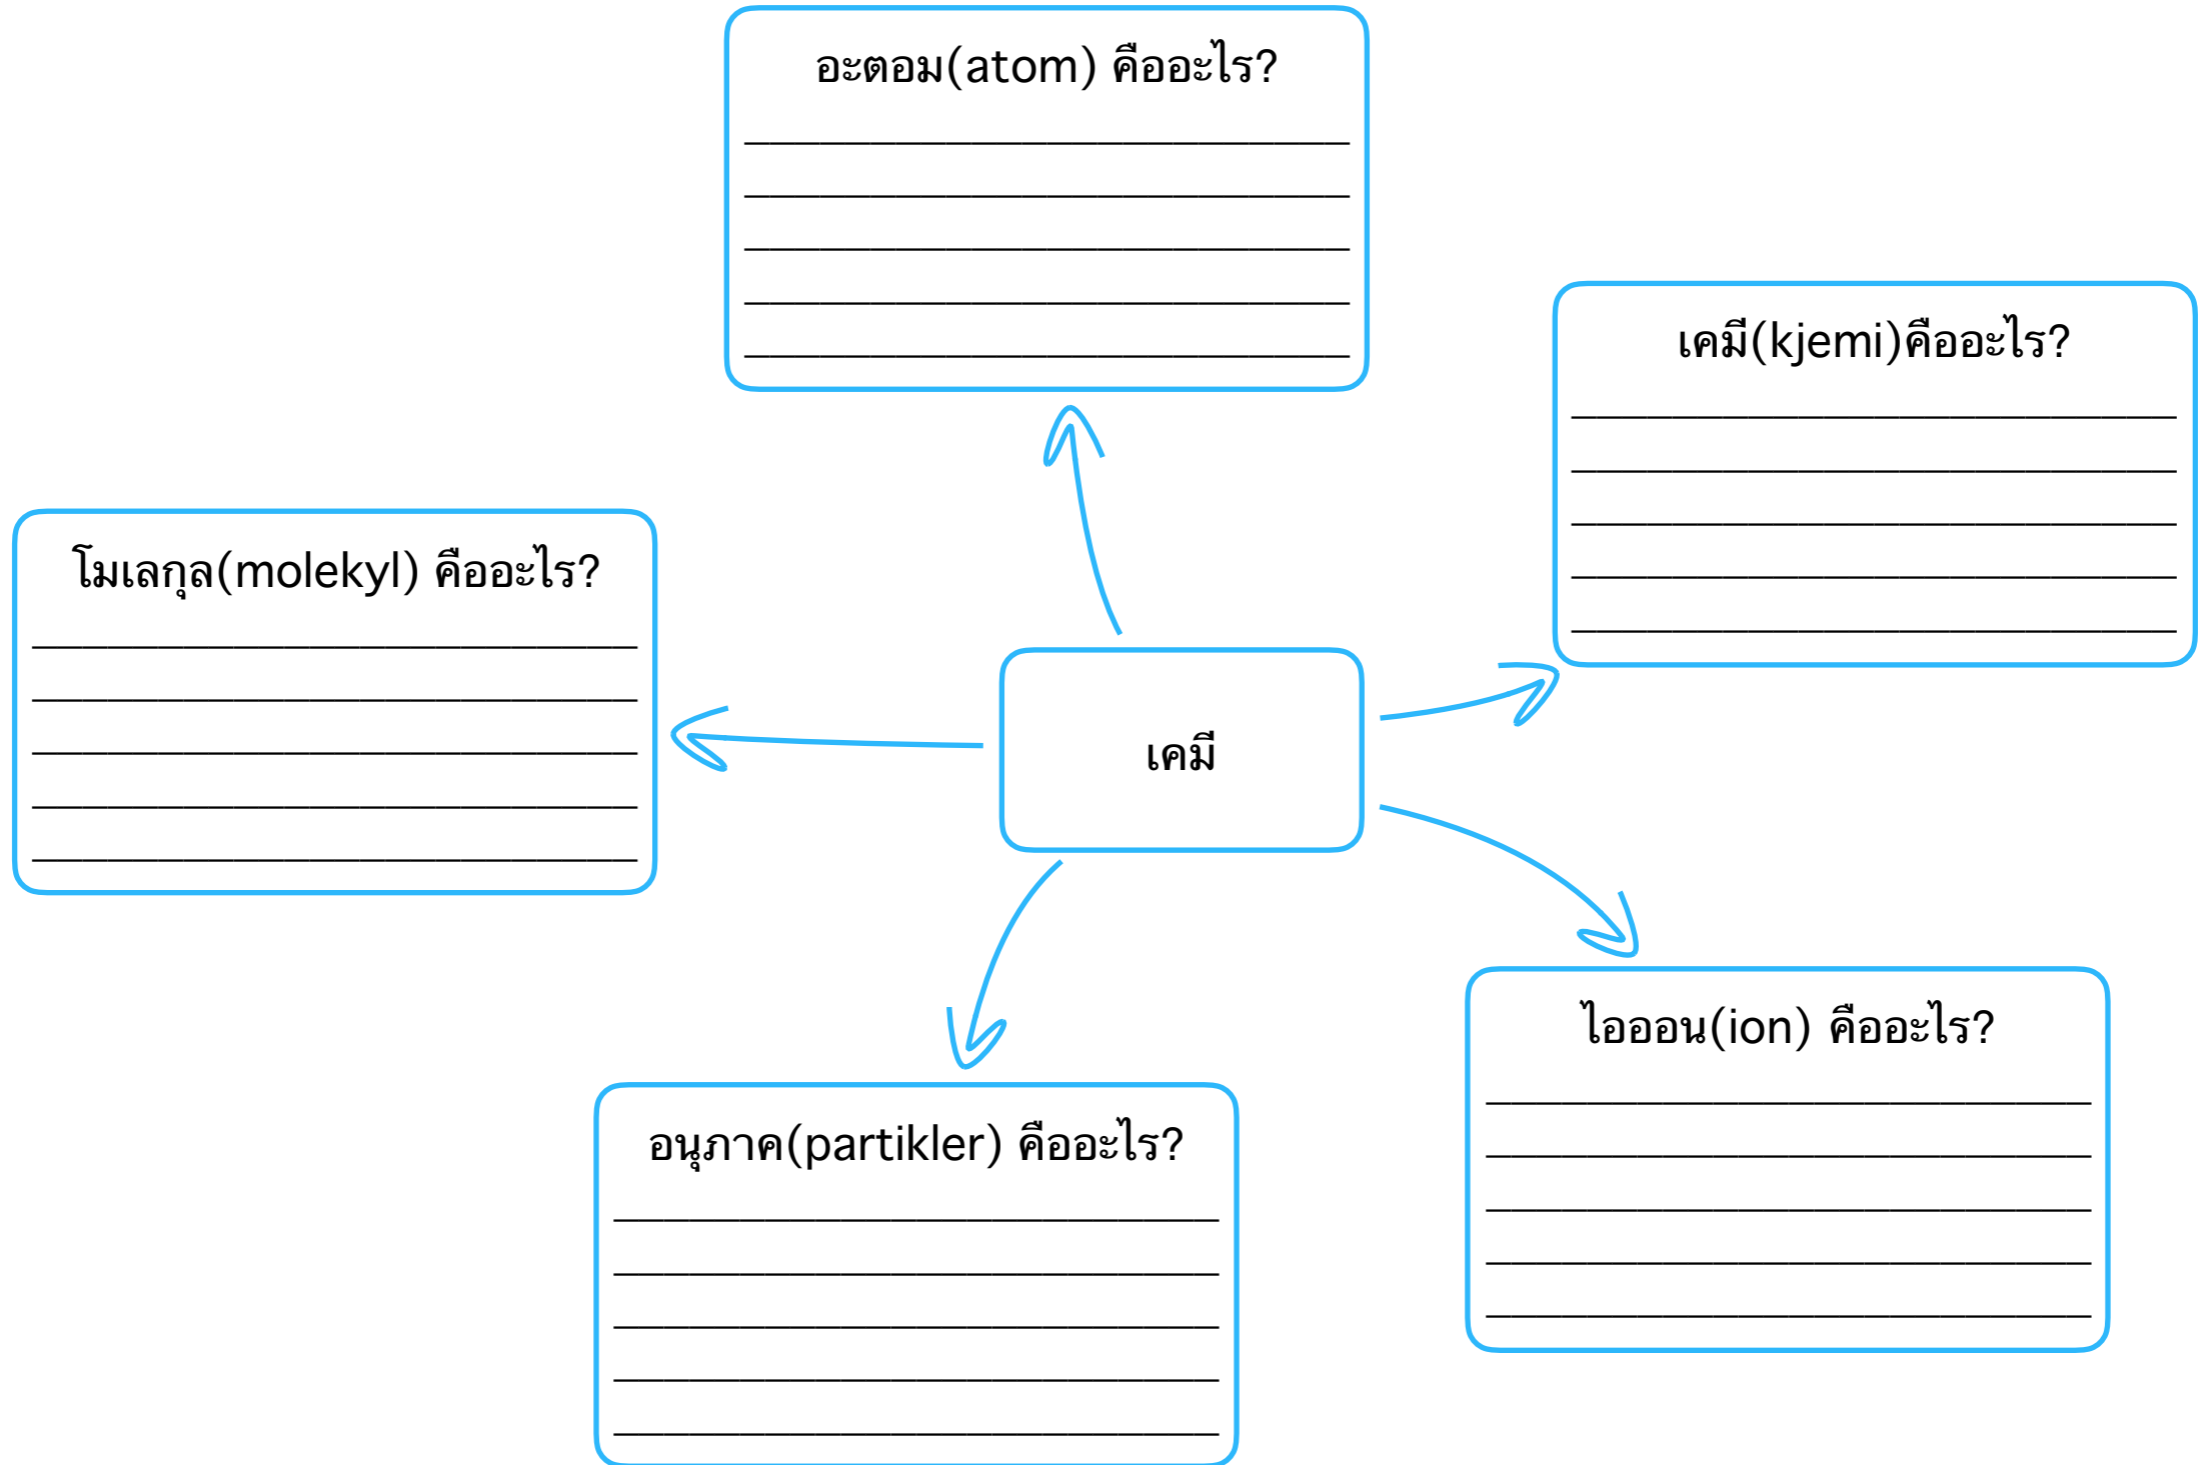 อะตอม(atom) คืออะไร?
เคมี(kjemi)คืออะไร?
โมเลกุล(molekyl) คืออะไร?
เคมี
ไอออน(ion) คืออะไร?
อนุภาค(partikler) คืออะไร?